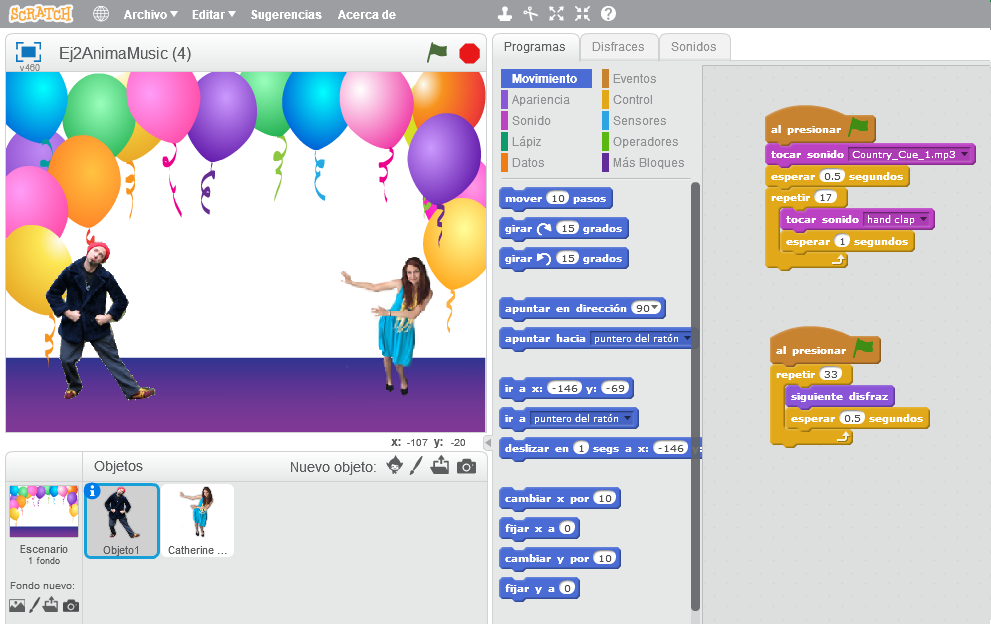 SCRATCH Archivo Editar Sugerencias Acerca de
v460 Ej2AnimaMusic (4)
x: -107 y: -20
Objetos Nuevo objeto:
Escenario
1 fondo
Fondo nuevo:
Objeto1
Catherine ...
Programas Disfraces Sonidos
Movimiento Eventos
Apariencia Control
Sonido Sensores
Lápiz Operadores
Datos Más Bloques
mover 10 pasos
girar 15 grados
girar 15 grados
apuntar en dirección 90
apuntar hacia puntero del ratón
ir a x: -146 y: -69
ir a puntero del ratón
deslizar en 1 segs a x: -146
cambiar x por 10
fijar x a 0
cambiar y por 10
fijar y a 0
al presionar
tocar sonido Country_Cue_1.mp3
esperar 0.5 segundos
repetir 17
tocar sonido hand clap
esperar 1 segundos
al presionar
repetir 33
siguiente disfraz
esperar 0.5 segundos